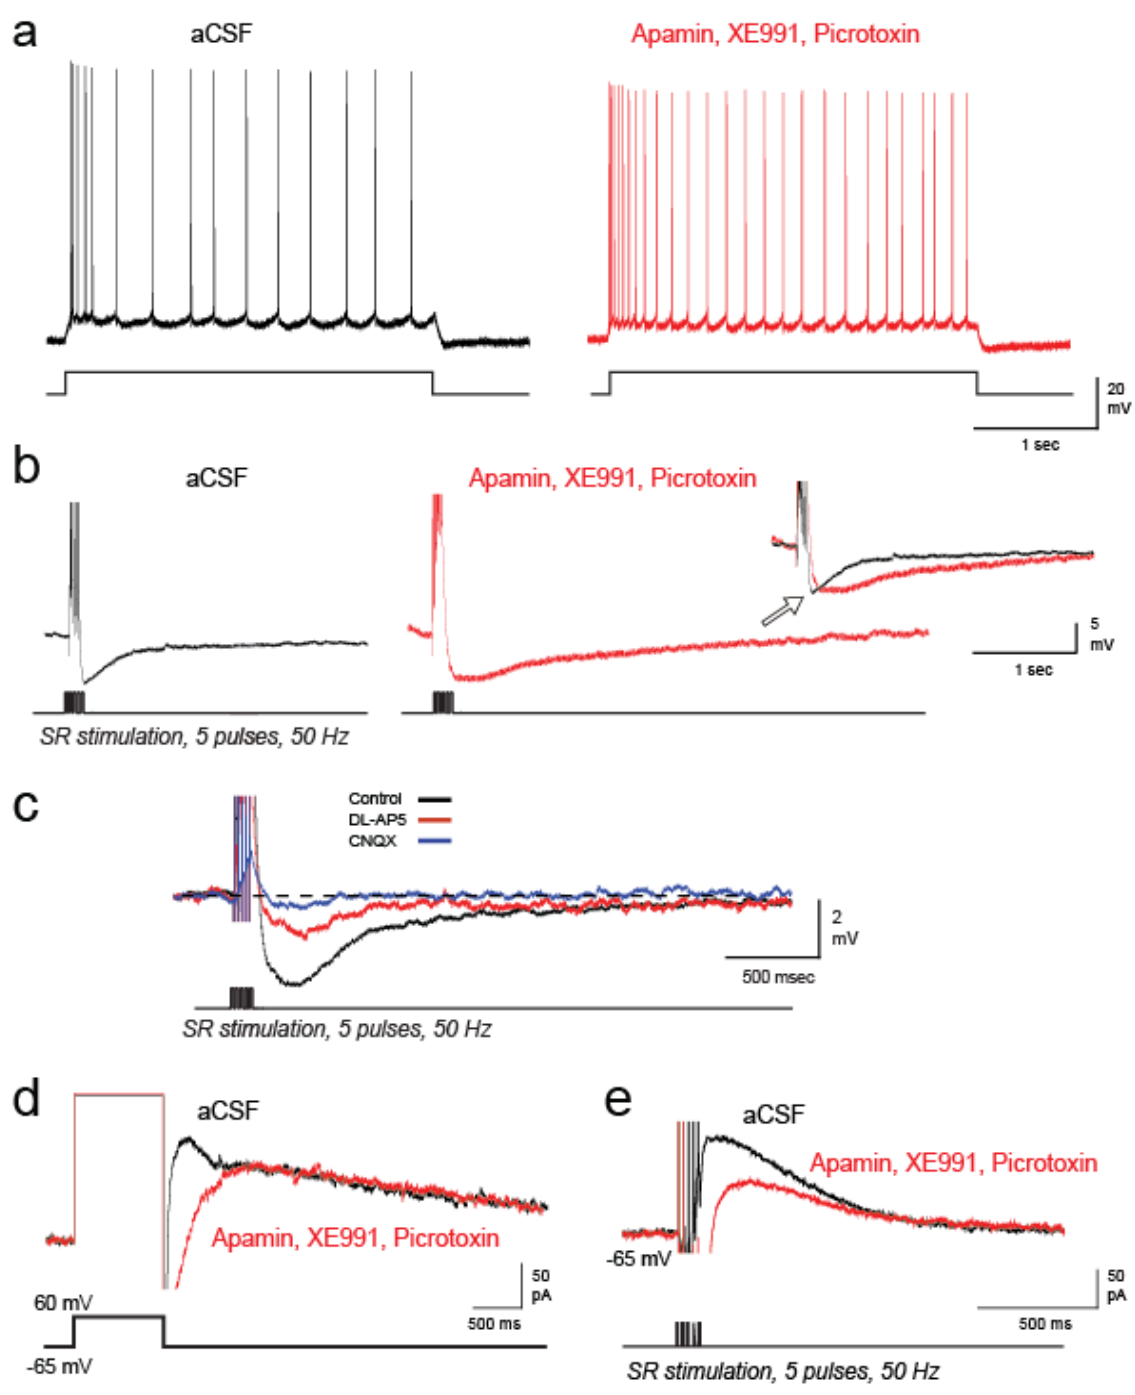 a
aCSF
Apamin, XE991, Picrotoxin
20
mV
1 sec
b
aCSF
Apamin, XE991, Picrotoxin
5
mV
1 sec
SR stimulation, 5 pulses, 50 Hz
c
Control
DL-AP5
CNQX
2
mV
500 msec
SR stimulation, 5 pulses, 50 Hz
d
aCSF
Apamin, XE991, Picrotoxin
50
pA
500 ms
60 mV
-65 mV
e
aCSF
Apamin, XE991, Picrotoxin
-65 mV
50
pA
500 ms
SR stimulation, 5 pulses, 50 Hz